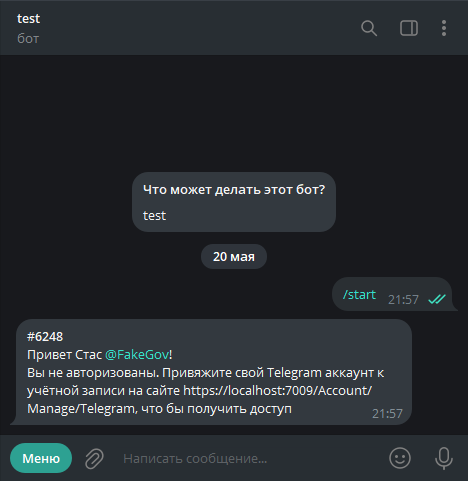 test
бот
Что может делать этот бот?
test
20 мая
/start 21:57
#6248
Привет Стас @FakeGov!
Вы не авторизованы. Привяжите свой Telegram аккаунт к
учётной записи на сайте https://localhost:7009/Account/
Manage/Telegram, что бы получить доступ
21:57
Меню
Написать сообщение...